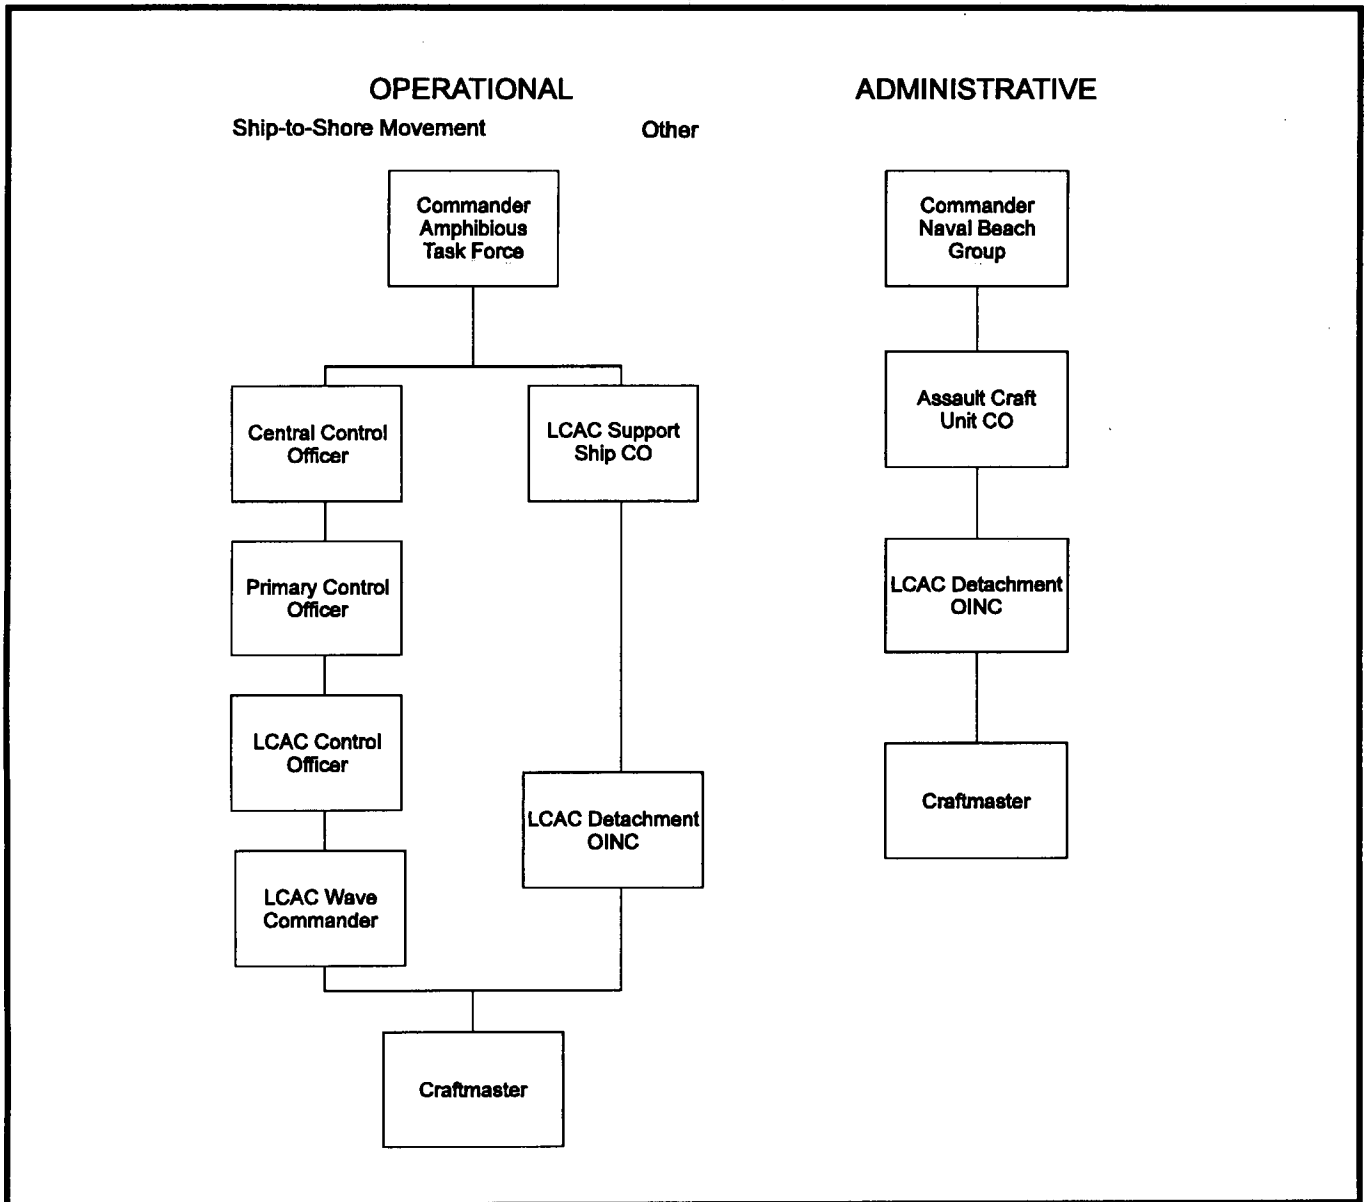 OPERATIONAL
Ship-to-Shore Movement
Other
Commander
Amphibious
Task Force
Central Control
Officer
Primary Control
Officer
LCAC Control
Officer
LCAC Wave
Commander
LCAC Support
Ship CO
LCAC Detachment
OINC
Craftmaster
ADMINISTRATIVE
Commander
Naval Beach
Group
Assault Craft
Unit CO
LCAC Detachment
OINC
Craftmaster